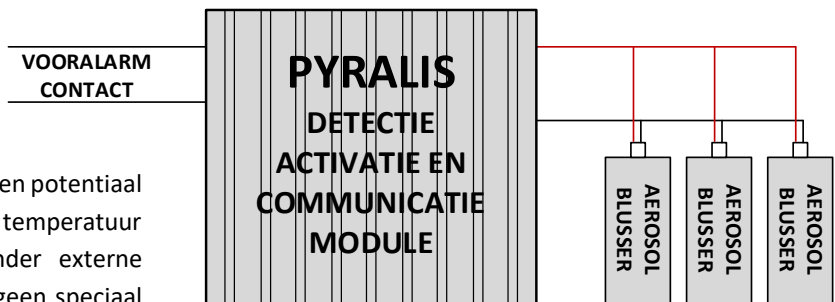 VOORALARM
CONTACT
PYRALIS
DETECTIE
ACTIVATIE EN
COMMUNICATIE
MODULE
AEROSOL
BLUSSER
AEROSOL
BLUSSER
AEROSOL
BLUSSER
en potentiaal
temperatuur
externe
geen speciaal